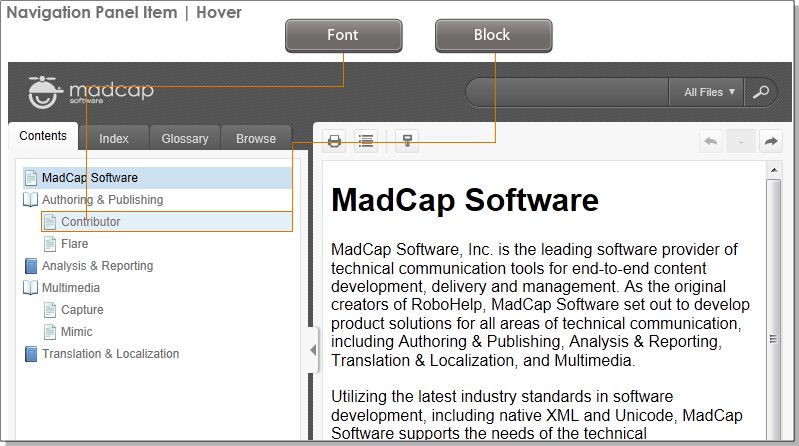 Navigation Panel Item | Hover
Font
Block
madcap
software
All Files ▼
Contents
Index
Glossary
Browse
-
MadCap Software
Authoring & Publishing
Contributor
Flare
Analysis & Reporting
Multimedia
Capture
Mimic
Translation & Localization
MadCap Software
MadCap Software, Inc. is the leading software provider of
technical communication tools for end-to-end content
development, delivery and management. As the original
creators of RoboHelp, MadCap Software set out to develop
product solutions for all areas of technical communication,
including Authoring & Publishing, Analysis & Reporting,
Translation & Localization, and Multimedia.
Utilizing the latest industry standards in software
development, including native XML and Unicode, MadCap
Software supports the needs of the technical